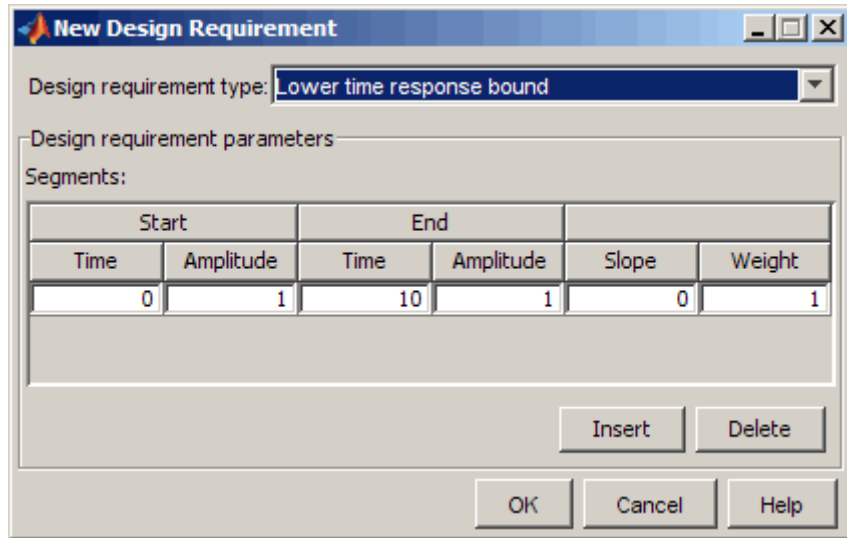 New Design Requirement
Design requirement type: Lower time response bound
Design requirement parameters
Segments:
Start End
Time Amplitude Time Amplitude Slope Weight
0 1 10 1 0 1
Insert Delete
OK Cancel Help